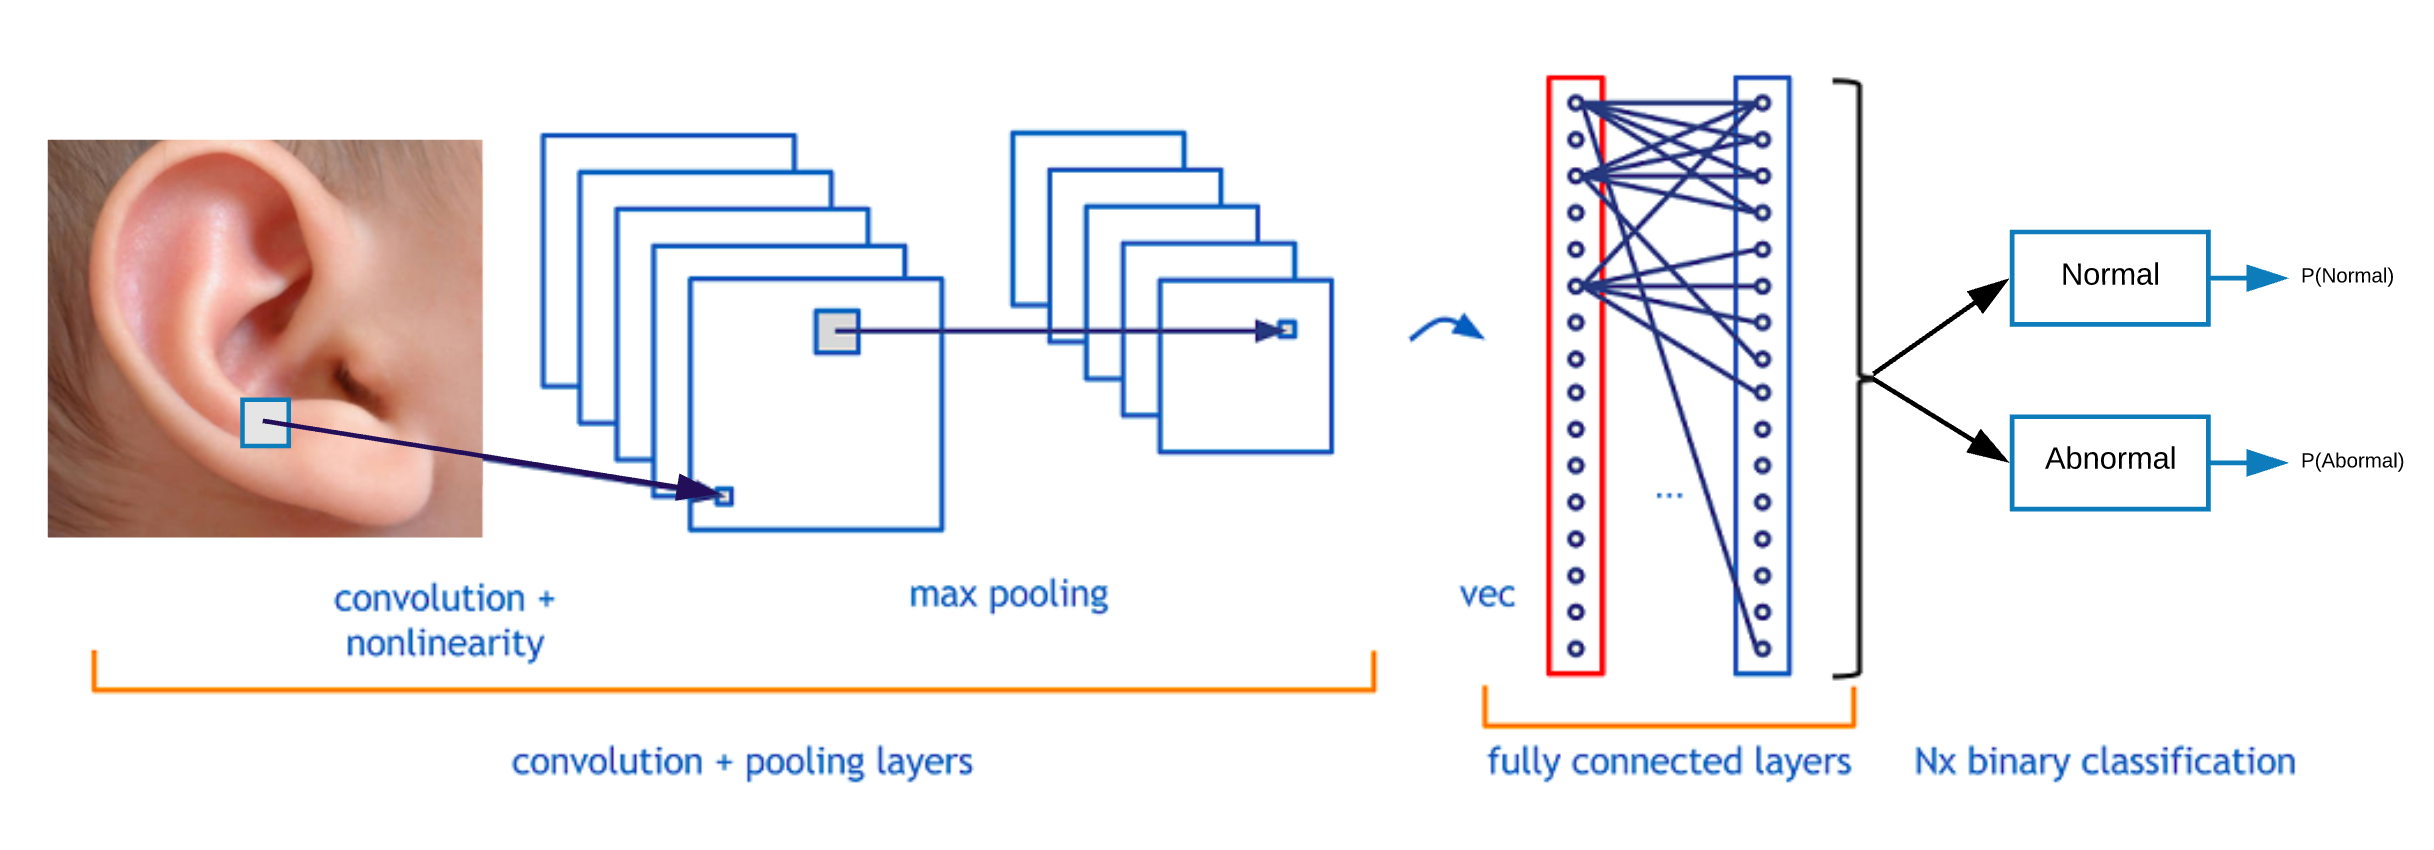 Normal
P(Normal)
Abnormal
P(Abormal)
...
convolution +
nonlinearity
max pooling
vec
convolution + pooling layers
fully connected layers
Nx binary classification